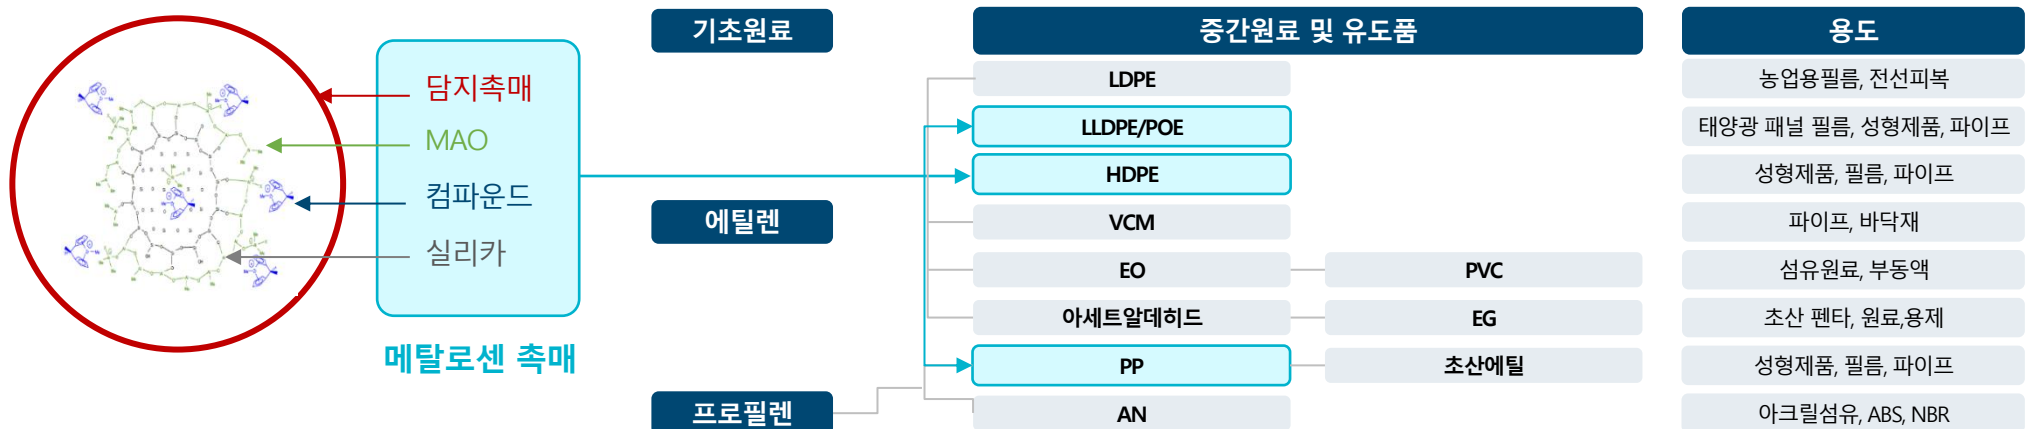 담지촉매
MAO
컴파운드
실리카
메탈로센 촉매
기초원료
에틸렌
프로필렌
중간원료 및 유도품
LDPE
LLDPE/POE
HDPE
VCM
EO
PVC
아세트알데히드
EG
PP
초산에틸
AN
용도
농업용필름, 전선피복
태양광 패널 필름, 성형제품, 파이프
성형제품, 필름, 파이프
파이프, 바닥재
섬유원료, 부동액
초산 펜타, 원료,용제
성형제품, 필름, 파이프
아크릴섬유, ABS, NBR